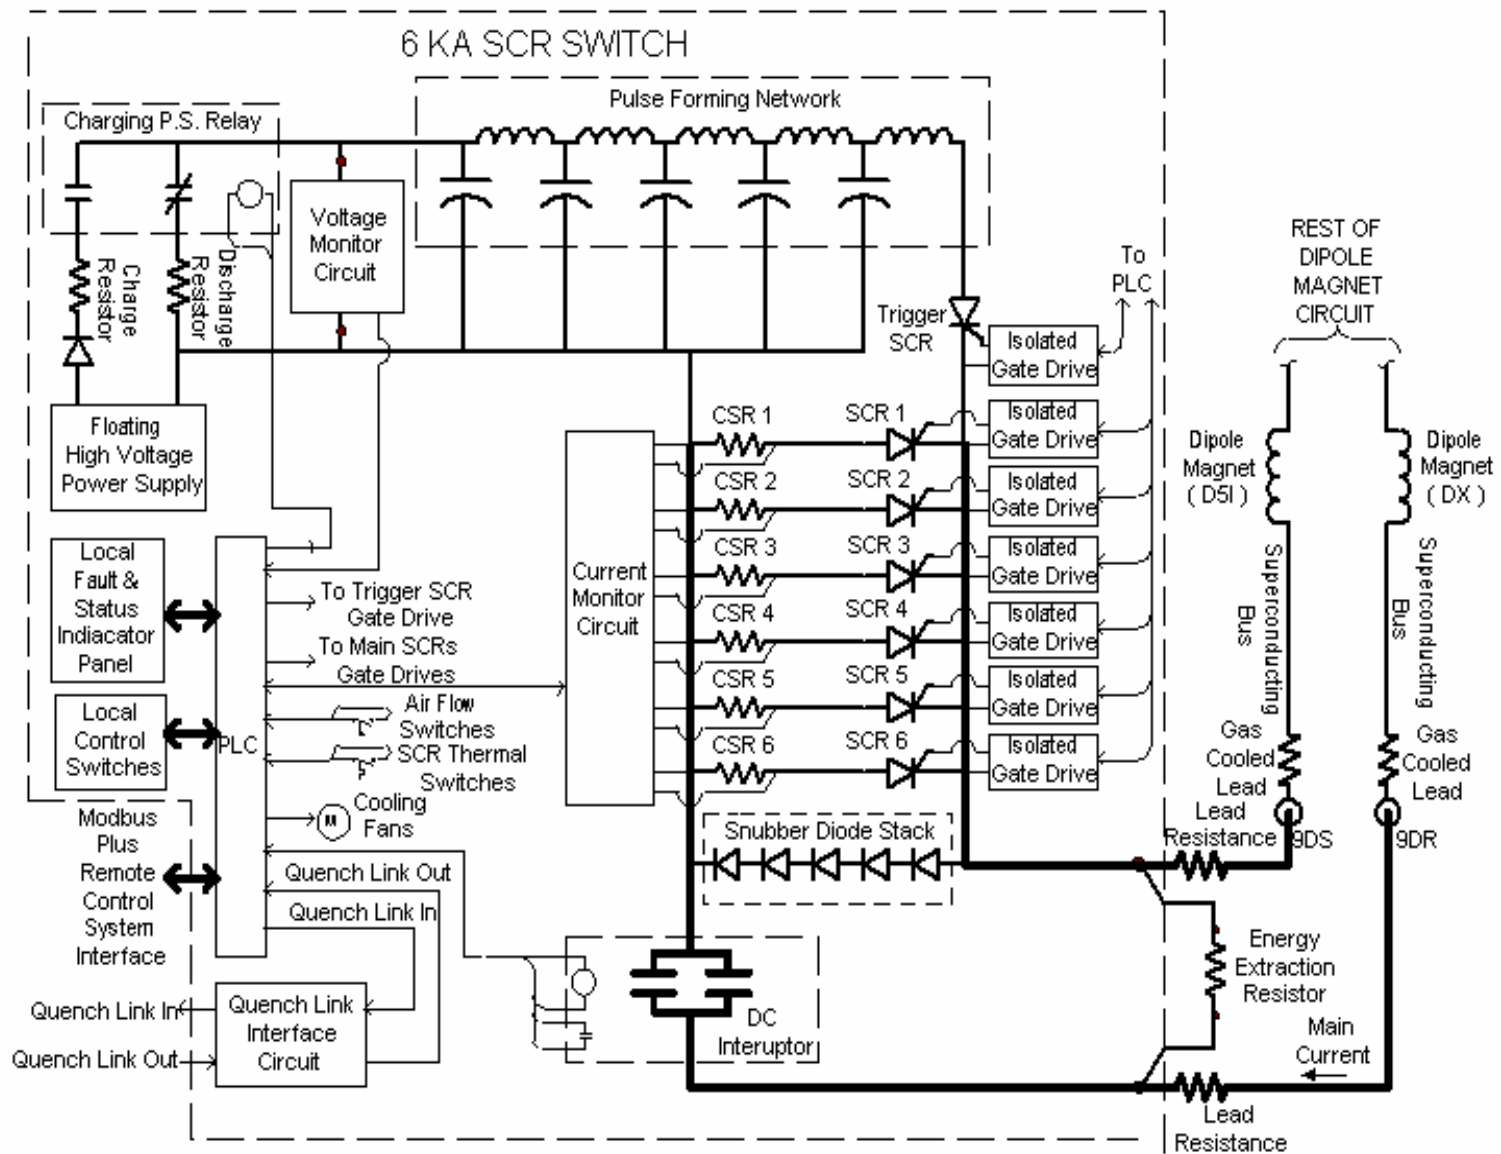 6 KA SCR SWITCH
Pulse Forming Network
Charging P.S. Relay
Voltage
Monitor
Circuit
Charge
Resistor
Discharge
Resistor
Floating
High Voltage
Power Supply
Trigger
SCR
To
PLC
Isolated
Gate Drive
REST OF
DIPOLE
MAGNET
CIRCUIT
CSR 1
SCR 1
Isolated
Gate Drive
CSR 2
SCR 2
Isolated
Gate Drive
CSR 3
SCR 3
Isolated
Gate Drive
CSR 4
SCR 4
Isolated
Gate Drive
CSR 5
SCR 5
Isolated
Gate Drive
CSR 6
SCR 6
Isolated
Gate Drive
Dipole
Magnet
( D5I )
Dipole
Magnet
( DX )
Superconducting
Bus
Superconducting
Bus
Gas
Cooled
Lead
Gas
Cooled
Lead
Lead
Resistance
9DS
9DR
Current
Monitor
Circuit
Local
Fault &
Status
Indiacator
Panel
Local
Control
Switches
PLC
To Trigger SCR
Gate Drive
To Main SCRs
Gate Drives
Air Flow
Switches
SCR Thermal
Switches
M
Cooling
Fans
Modbus
Plus
Remote
Control
System
Interface
Quench Link Out
Quench Link In
Snubber Diode Stack
Quench Link In
Quench Link Out
Quench Link
Interface
Circuit
DC
Interuptor
Energy
Extraction
Resistor
Main
Current
Lead
Resistance